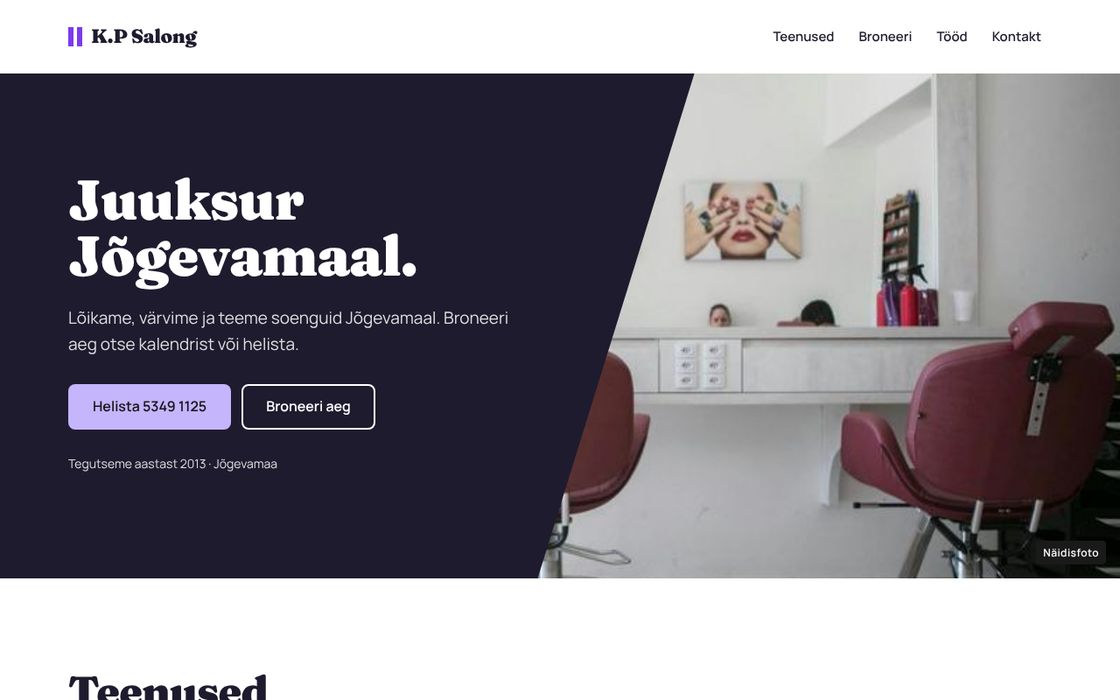 K.P Salong
Teenused
Broneeri
Tööd
Kontakt
Juuksur
Jõgevamaal.
Lõikame, värvime ja teeme soenguid Jõgevamaal. Broneeri
aeg otse kalendrist või helista.
Helista 5349 1125
Broneeri aeg
Tegutseme aastast 2013 · Jõgevamaa
Näidisfoto
Teenused